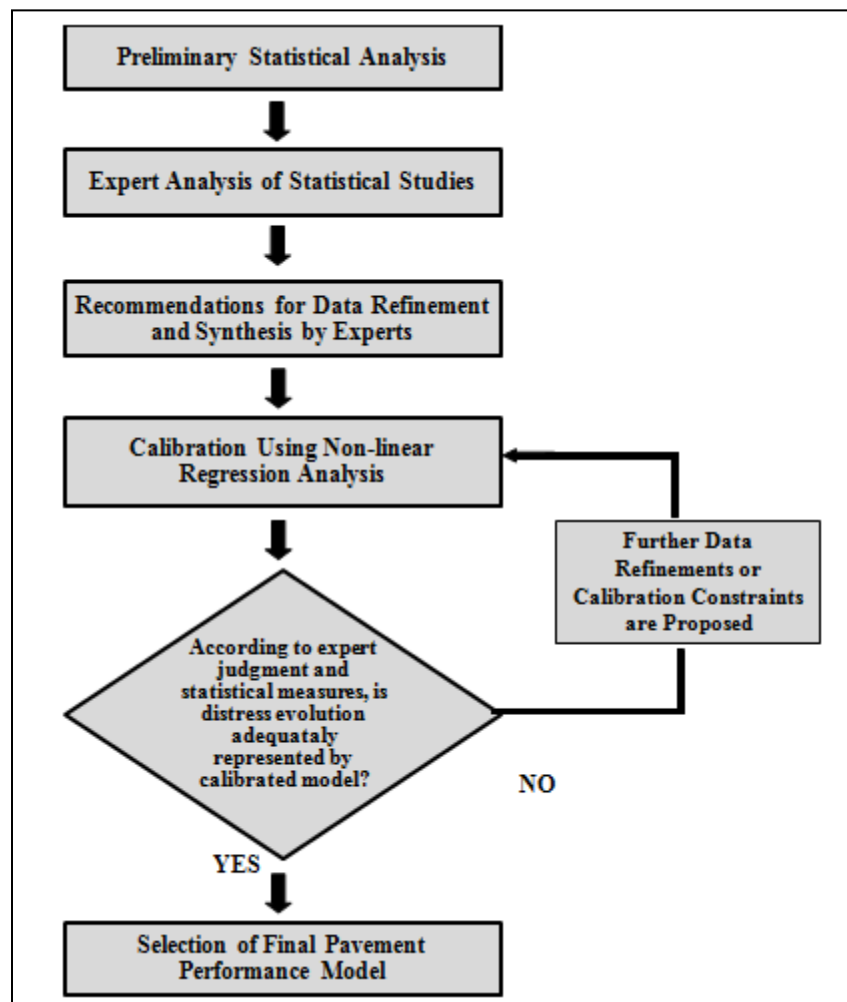 Preliminary Statistical Analysis
Expert Analysis of Statistical Studies
Recommendations for Data Refinement
and Synthesis by Experts
Calibration Using Non-linear
Regression Analysis
Further Data
Refinements or
Calibration Constraints
are Proposed
According to expert
judgment and
statistical measures, is
distress evolution
adequataly
represented by
calibrated model?
NO
YES
Selection of Final Pavement
Performance Model